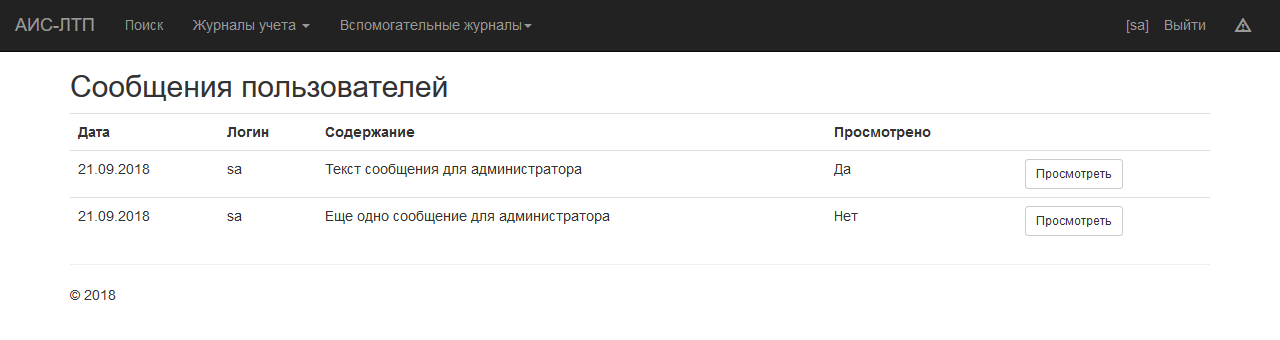 АИС-ЛТП Поиск Журналы учета Вспомогательные журналы [sa] Выйти
Сообщения пользователей
Дата Логин Содержание Просмотрено
21.09.2018 sa Текст сообщения для администратора Да Просмотреть
21.09.2018 sa Еще одно сообщение для администратора Нет Просмотреть
© 2018